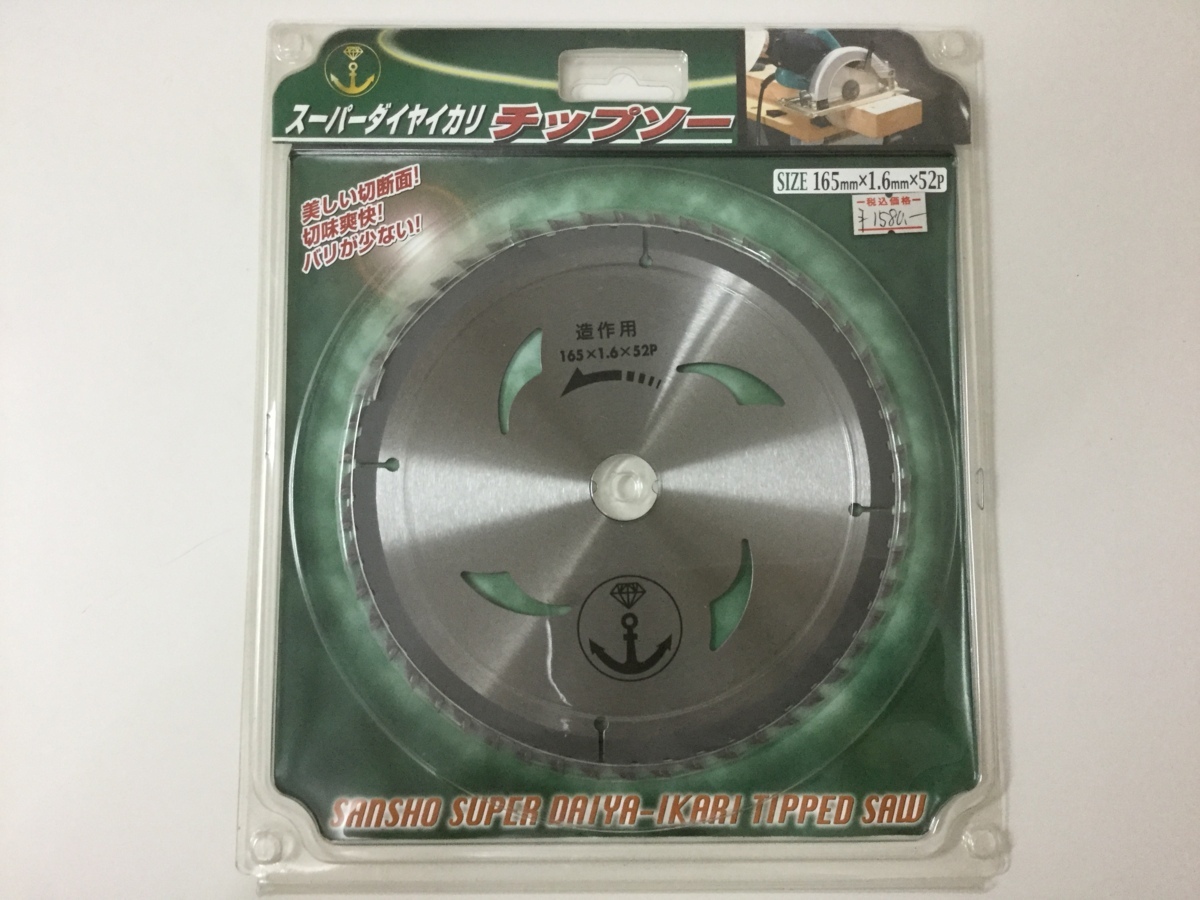 スーパーダイヤイカリ チップソー
美しい切断面!
切味爽快!
バリが少ない!
SIZE 165mm×1.6mm×52P
税込価格
¥1580.-
造作用
165×1.6×52P
SANSHO SUPER DAIYA-IKARI TIPPED SAW